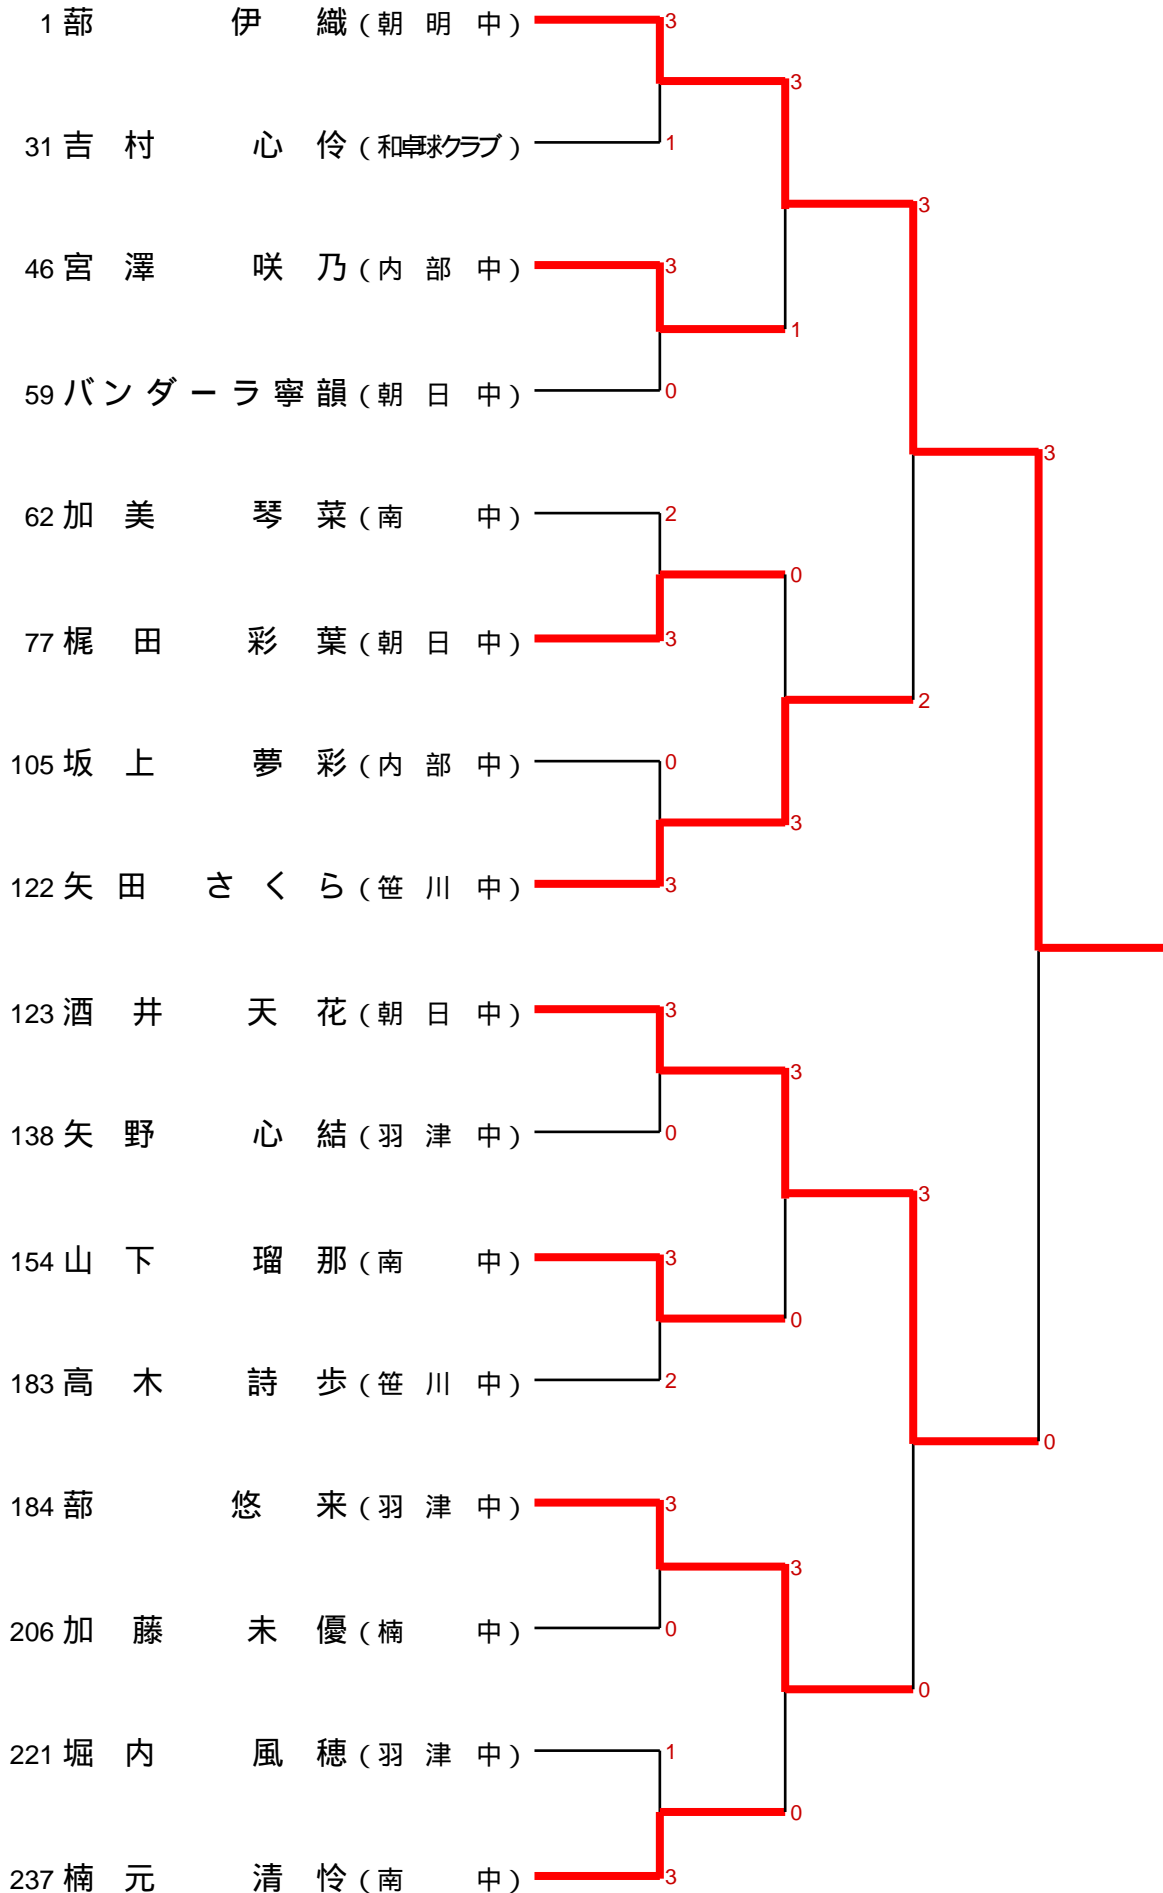 1 蔀 伊織 (朝明中) 3
3
31 吉村 心伶 (和卓球クラブ) 1
3
46 宮澤 咲乃 (内部中) 3
1
59 バンダーラ寧韻 (朝日中) 0
3
62 加美 琴菜 (南中) 2
0
77 梶田 彩葉 (朝日中) 3
2
105 坂上 夢彩 (内部中) 0
3
122 矢田 さくら (笹川中) 3
123 酒井 天花 (朝日中) 3
3
138 矢野 心結 (羽津中) 0
3
154 山下 瑠那 (南中) 3
0
183 高木 詩歩 (笹川中) 2
0
184 蔀 悠来 (羽津中) 3
3
206 加藤 未優 (楠中) 0
0
221 堀内 風穂 (羽津中) 1
0
237 楠元 清怜 (南中) 3